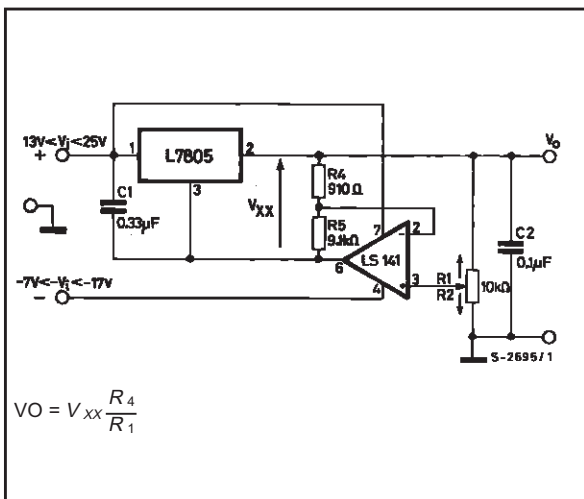 13V<Vi<25V
+
1
L7805
2
Vo
3
C1
0.33µF
VXX
R4
910Ω
R5
9.1kΩ
7
2
-
6
LS 141
4
3
+
R1
R2
10kΩ
C2
0.1µF
-7V<-Vi<-17V
-
S-2695/1
VO = VXX R4/R1